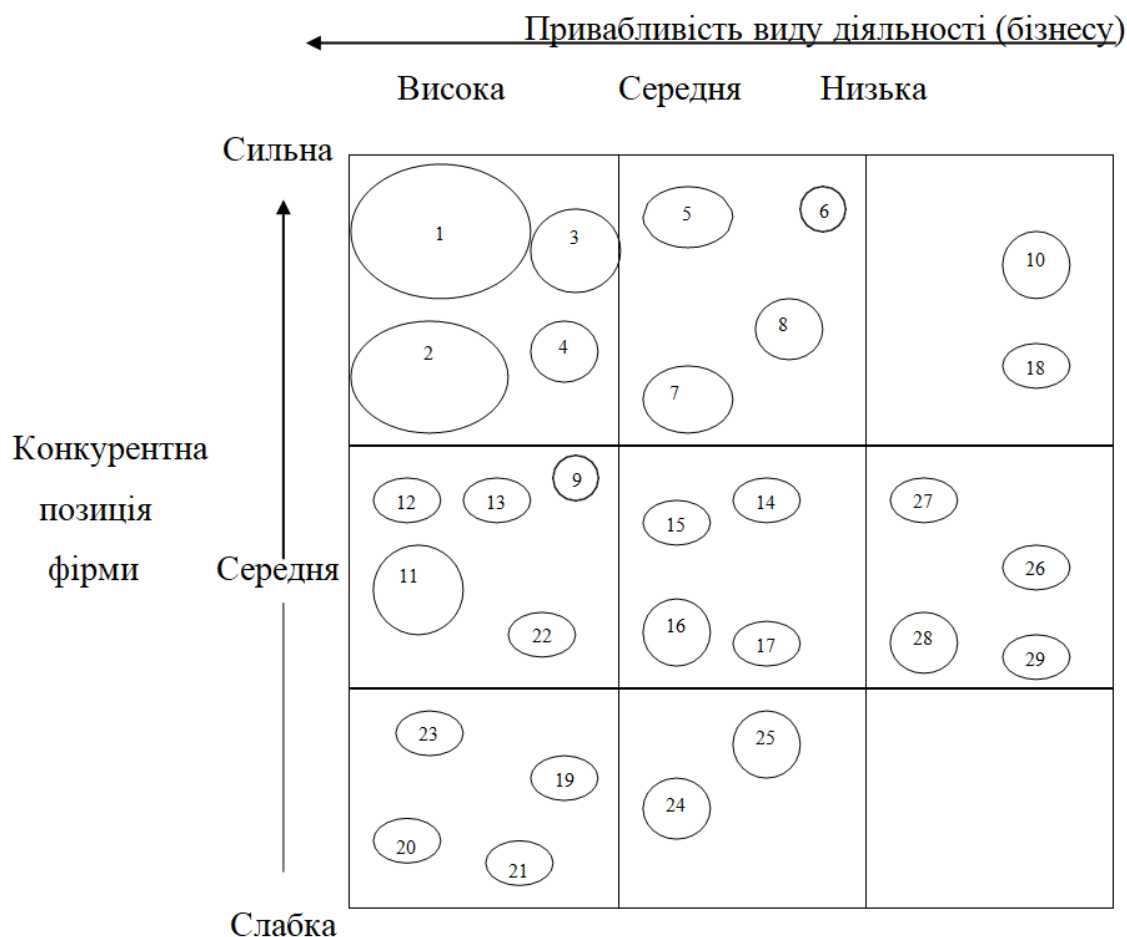 Привабливість виду діяльності (бізнесу)
Висока Середня Низька
Сильна
1 3 5 6 10
2 4 8 7 18
Конкурентна
позиція
фірми
Середня
12 13 9 15 14 27
11 26
22 16 17 28 29
23 19 25
20 21 24
Слабка